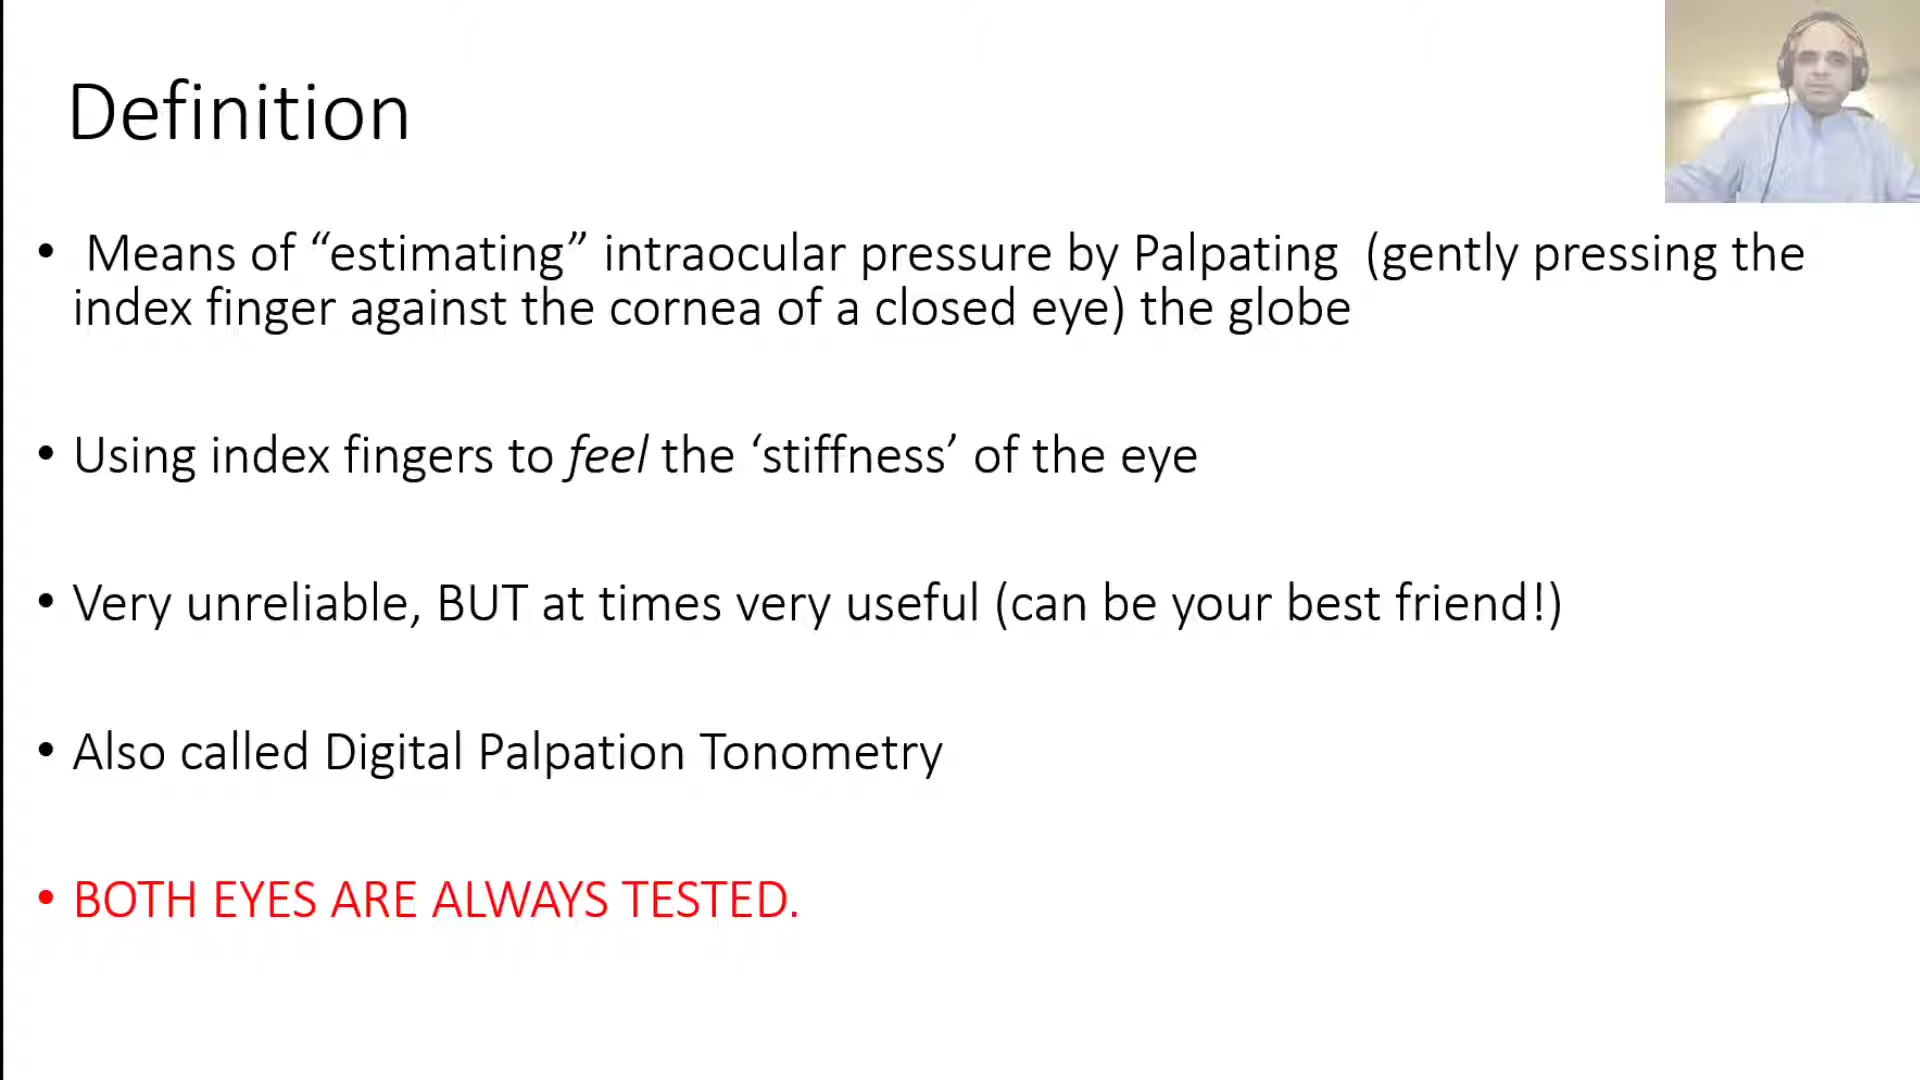 Definition
• Means of “estimating” intraocular pressure by Palpating (gently pressing the
index finger against the cornea of a closed eye) the globe
• Using index fingers to feel the ‘stiffness’ of the eye
• Very unreliable, BUT at times very useful (can be your best friend!)
• Also called Digital Palpation Tonometry
• BOTH EYES ARE ALWAYS TESTED.